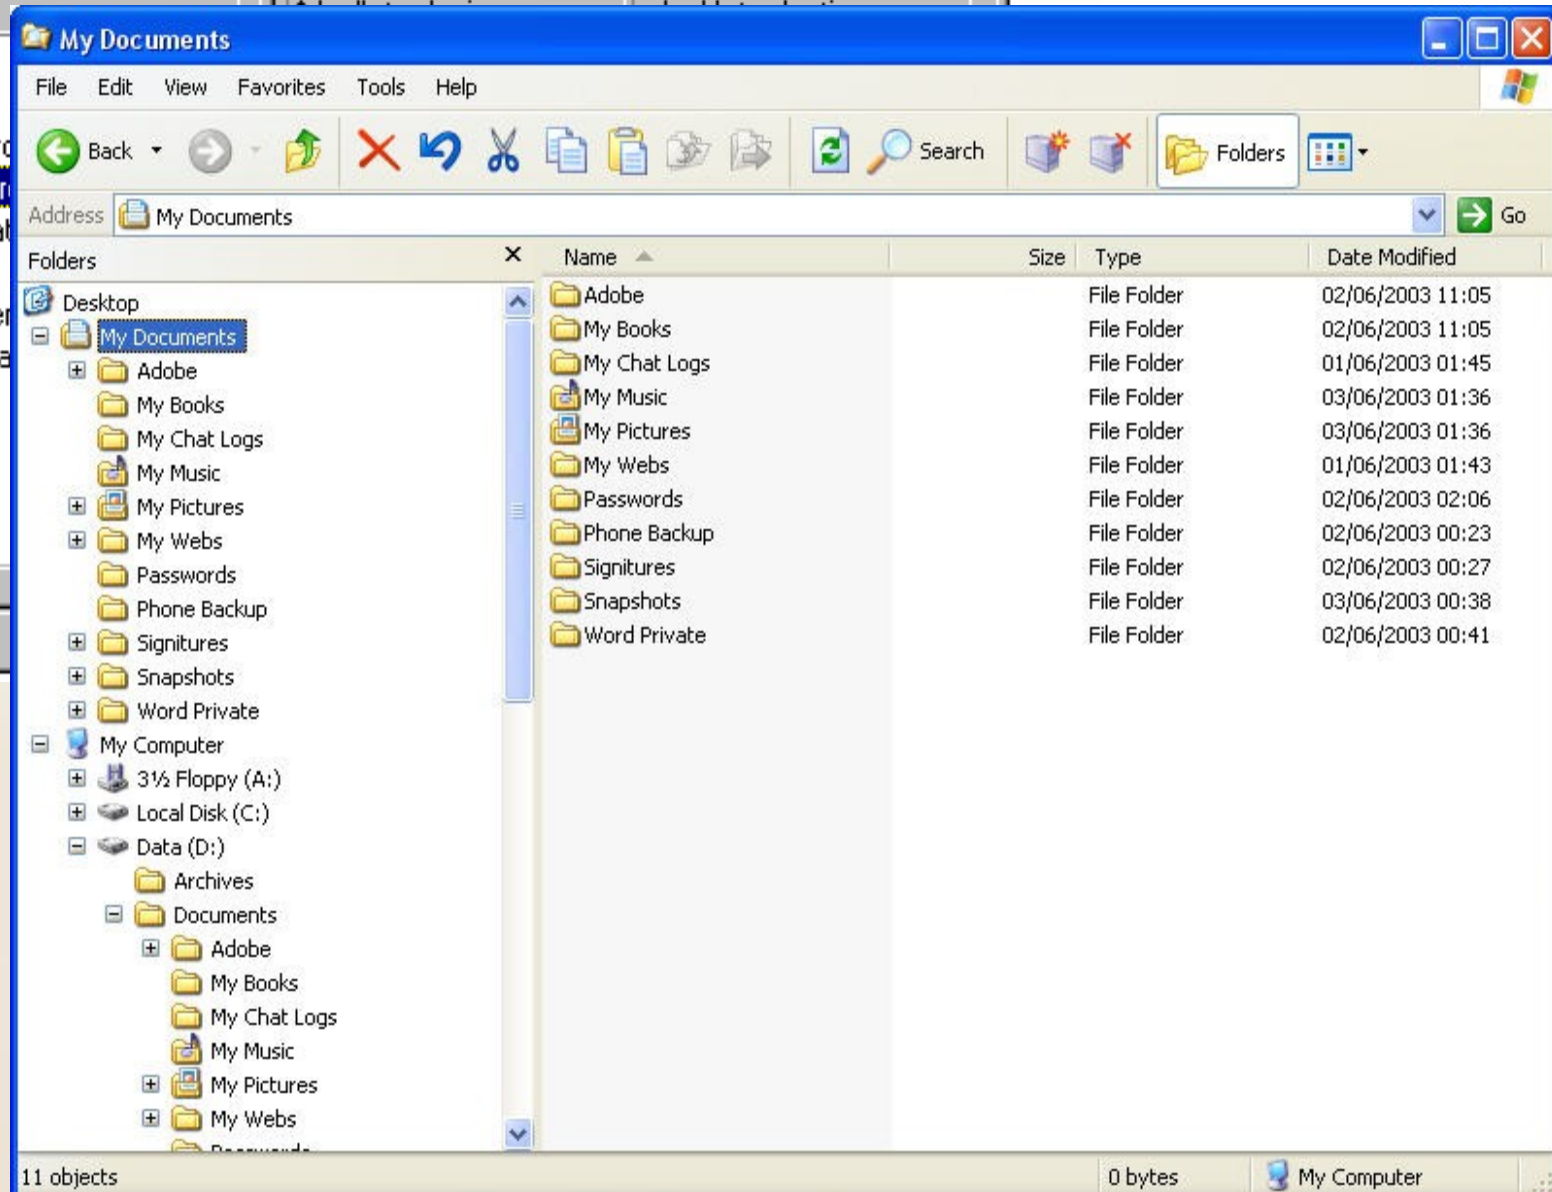 My Documents
File Edit View Favorites Tools Help
Back Search Folders
Address My Documents Go
Folders
Desktop
My Documents
Adobe
My Books
My Chat Logs
My Music
My Pictures
My Webs
Passwords
Phone Backup
Signitures
Snapshots
Word Private
My Computer
3½ Floppy (A:)
Local Disk (C:)
Data (D:)
Archives
Documents
Adobe
My Books
My Chat Logs
My Music
My Pictures
My Webs
Name Size Type Date Modified
Adobe File Folder 02/06/2003 11:05
My Books File Folder 02/06/2003 11:05
My Chat Logs File Folder 01/06/2003 01:45
My Music File Folder 03/06/2003 01:36
My Pictures File Folder 03/06/2003 01:36
My Webs File Folder 01/06/2003 01:43
Passwords File Folder 02/06/2003 02:06
Phone Backup File Folder 02/06/2003 00:23
Signitures File Folder 02/06/2003 00:27
Snapshots File Folder 03/06/2003 00:38
Word Private File Folder 02/06/2003 00:41
11 objects 0 bytes My Computer